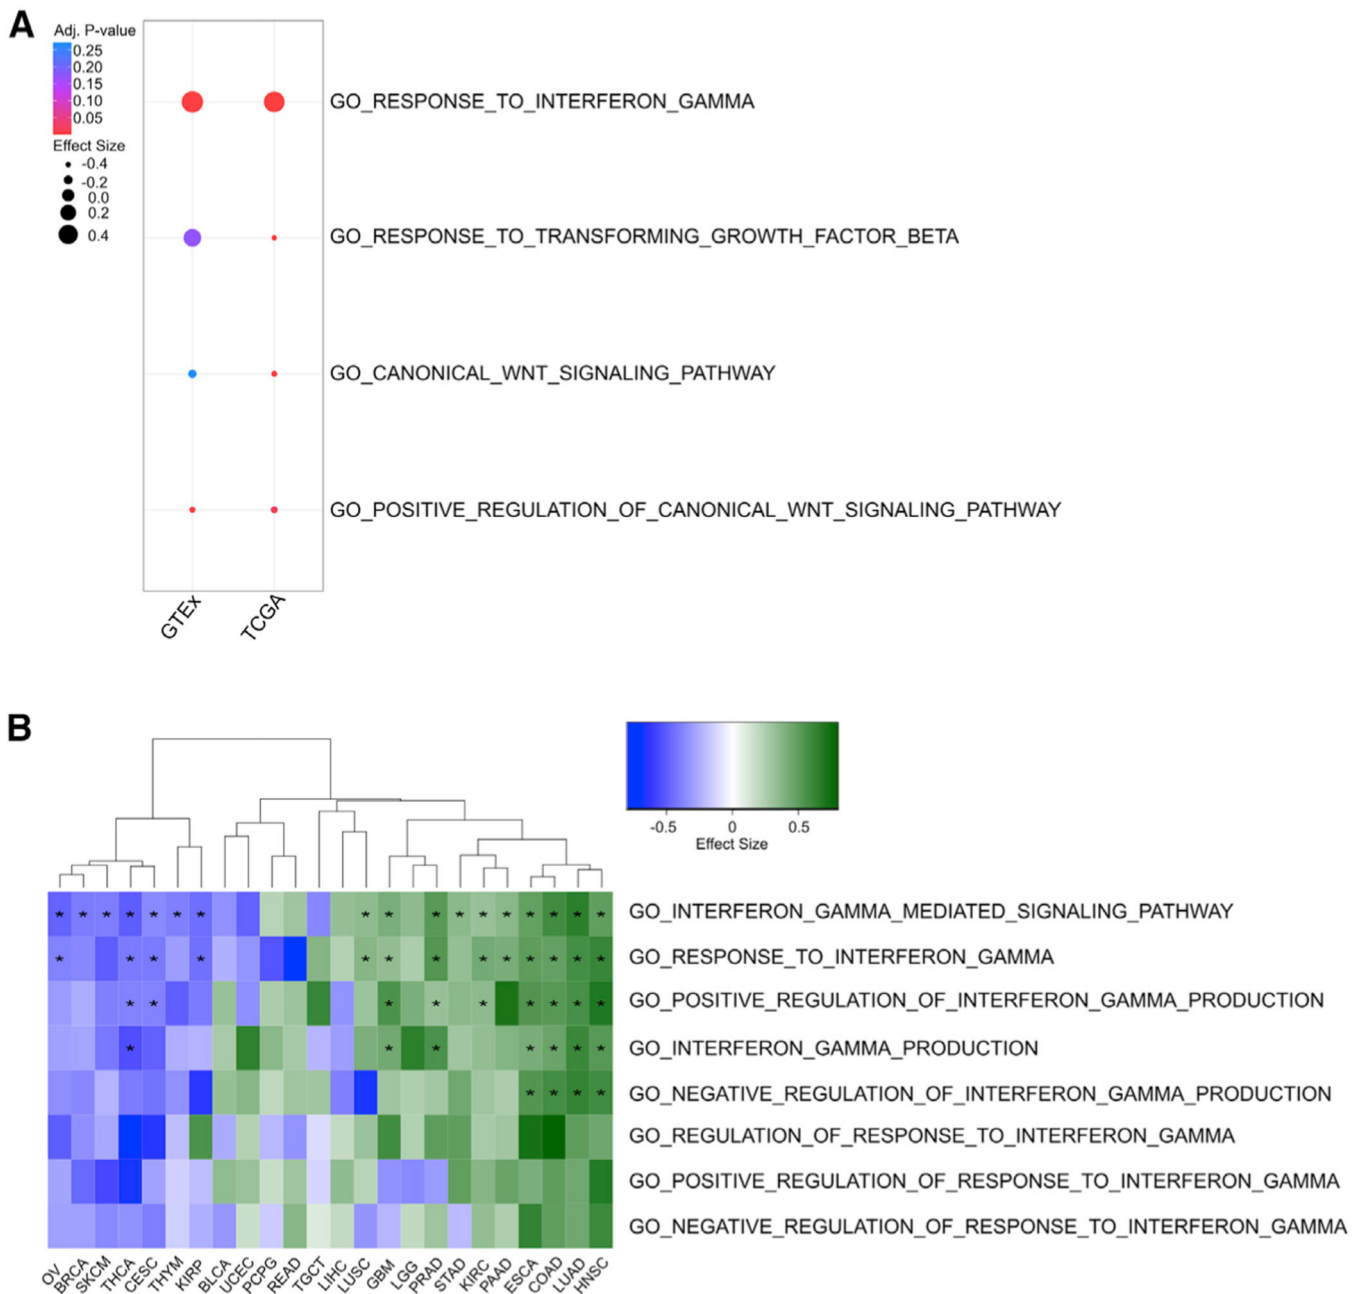 A
Adj. P-value
0.25
0.20
0.15
0.10
0.05
Effect Size
-0.4
-0.2
0.0
0.2
0.4
GO_RESPONSE_TO_INTERFERON_GAMMA
GO_RESPONSE_TO_TRANSFORMING_GROWTH_FACTOR_BETA
GO_CANONICAL_WNT_SIGNALING_PATHWAY
GO_POSITIVE_REGULATION_OF_CANONICAL_WNT_SIGNALING_PATHWAY
GTEx TCGA
B
-0.5 0 0.5
Effect Size
* * * * * * * * * * * * * * * * *
GO_INTERFERON_GAMMA_MEDIATED_SIGNALING_PATHWAY
* * * * * * * * * * * * *
GO_RESPONSE_TO_INTERFERON_GAMMA
* * * * * * * * *
GO_POSITIVE_REGULATION_OF_INTERFERON_GAMMA_PRODUCTION
* * * * * * *
GO_INTERFERON_GAMMA_PRODUCTION
* * * *
GO_NEGATIVE_REGULATION_OF_INTERFERON_GAMMA_PRODUCTION
GO_REGULATION_OF_RESPONSE_TO_INTERFERON_GAMMA
GO_POSITIVE_REGULATION_OF_RESPONSE_TO_INTERFERON_GAMMA
GO_NEGATIVE_REGULATION_OF_RESPONSE_TO_INTERFERON_GAMMA
OV BRCA SKCM THCA CESC THYM KIRP BLCA UCEC PCPG READ TGCT LIHC LUSC GBM LGG PRAD STAD KIRC PAAD ESCA COAD LUAD HNSC